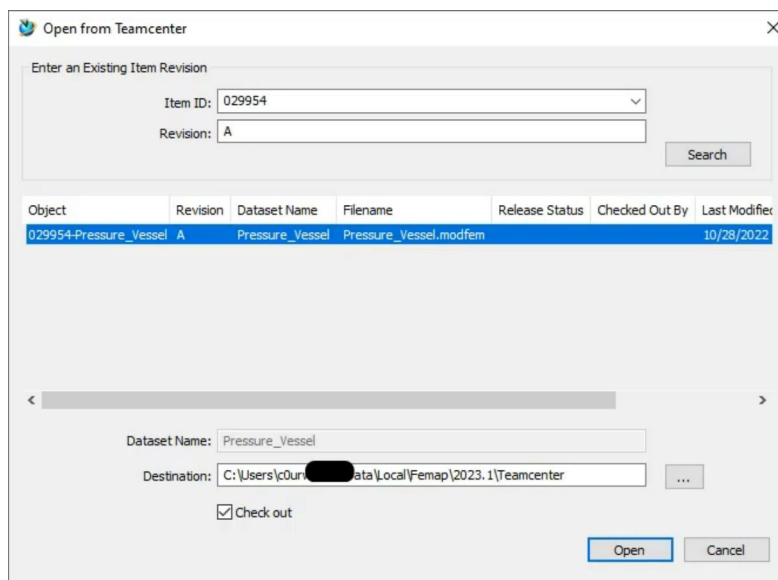 Open from Teamcenter
Enter an Existing Item Revision
Item ID: 029954
Revision: A
Search
Object Revision Dataset Name Filename Release Status Checked Out By Last Modified
029954-Pressure_Vessel A Pressure_Vessel Pressure_Vessel.modfem 10/28/2022
Dataset Name: Pressure_Vessel
Destination: C:\Users\c0ur ata\Local\Femap\2023.1\Teamcenter ...
Check out
Open Cancel